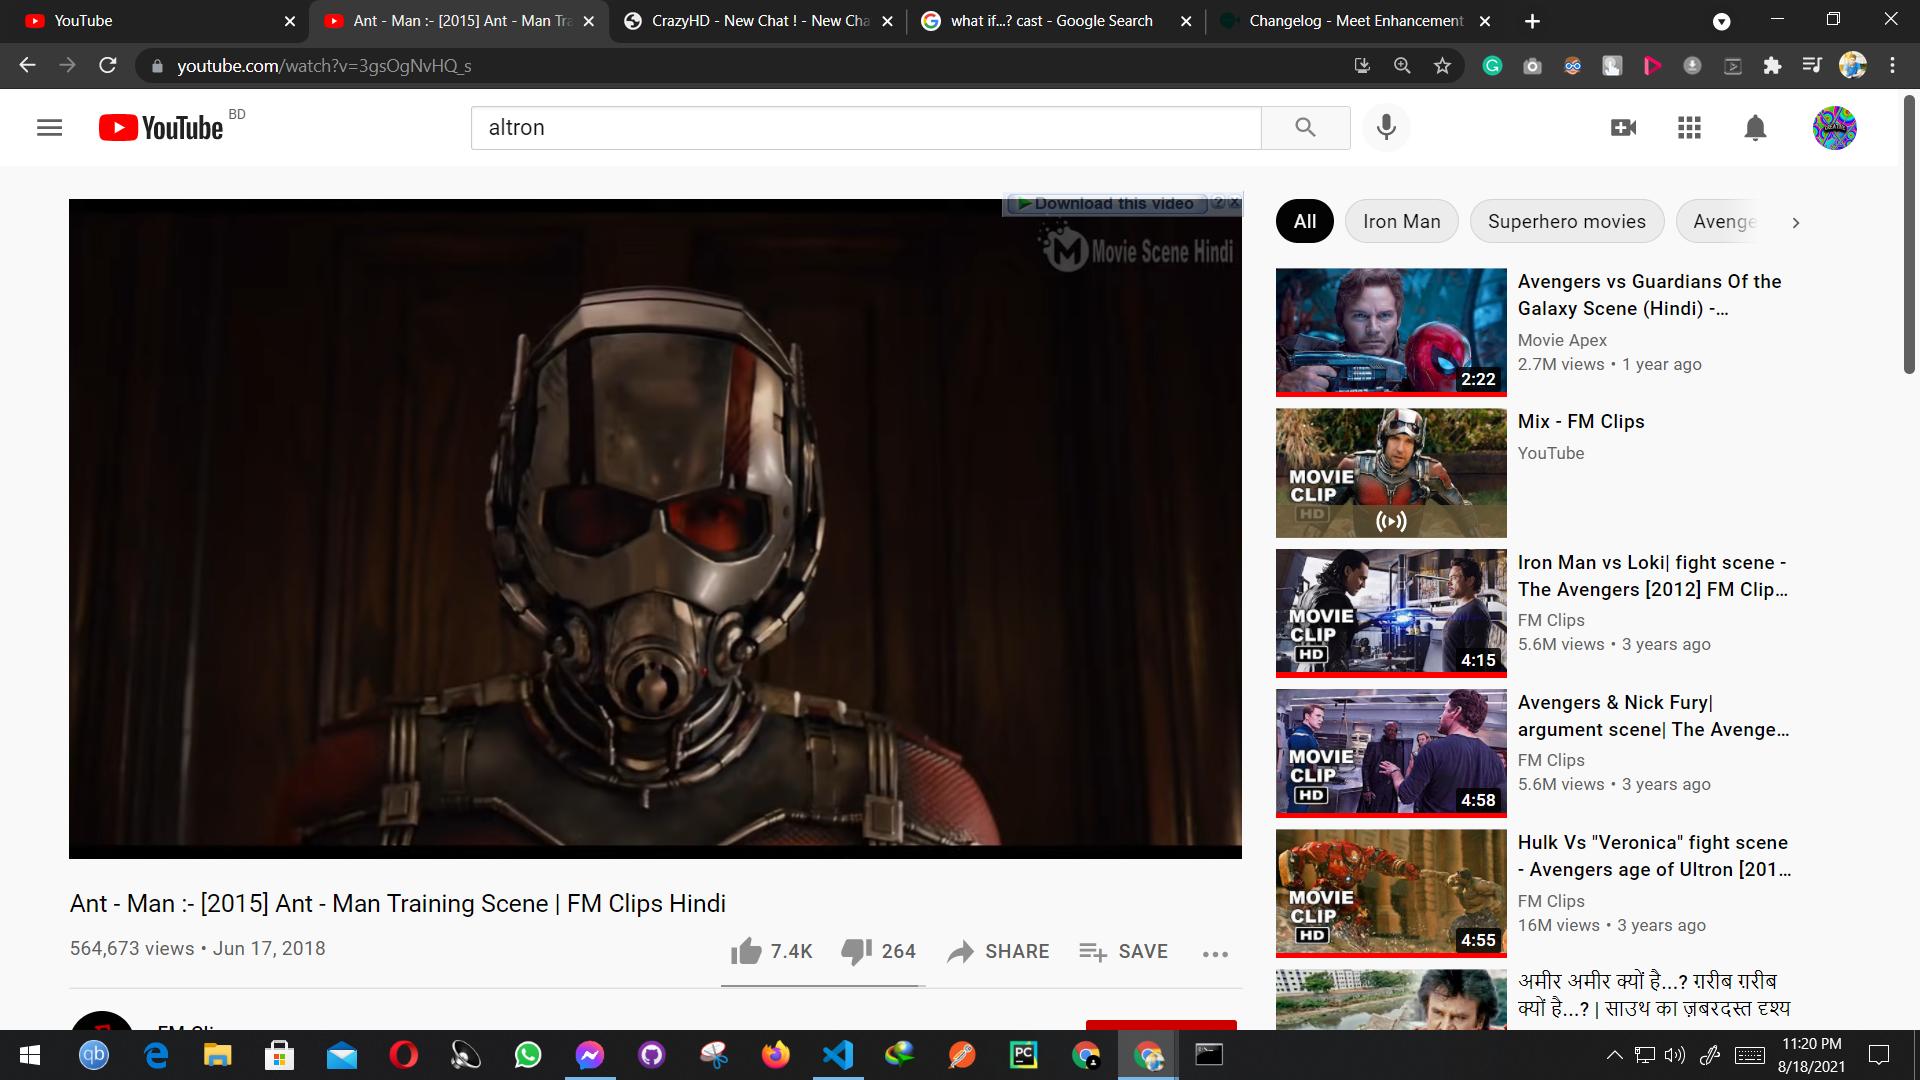 YouTube
Ant - Man :- [2015] Ant - Man Tra
CrazyHD - New Chat ! - New Cha
what if...? cast - Google Search
Changelog - Meet Enhancement
youtube.com/watch?v=3gsOgNvHQ_s
YouTube BD
altron
Download this video
M Movie Scene Hindi
All
Iron Man
Superhero movies
Avenge
Avengers vs Guardians Of the
Galaxy Scene (Hindi) -...
Movie Apex
2.7M views • 1 year ago
2:22
Mix - FM Clips
YouTube
MOVIE
CLIP
HD
Iron Man vs Loki| fight scene -
The Avengers [2012] FM Clip...
FM Clips
5.6M views • 3 years ago
MOVIE
CLIP
HD
4:15
Avengers & Nick Fury|
argument scene| The Avenge...
FM Clips
5.6M views • 3 years ago
MOVIE
CLIP
HD
4:58
Hulk Vs "Veronica" fight scene
- Avengers age of Ultron [201...
FM Clips
16M views • 3 years ago
MOVIE
CLIP
HD
4:55
अमीर अमीर क्यों है...? ग़रीब ग़रीब
क्यों है...? | साउथ का ज़बरदस्त दृश्य
Ant - Man :- [2015] Ant - Man Training Scene | FM Clips Hindi
564,673 views • Jun 17, 2018
7.4K
264
SHARE
SAVE
qb
PC
11:20 PM
8/18/2021